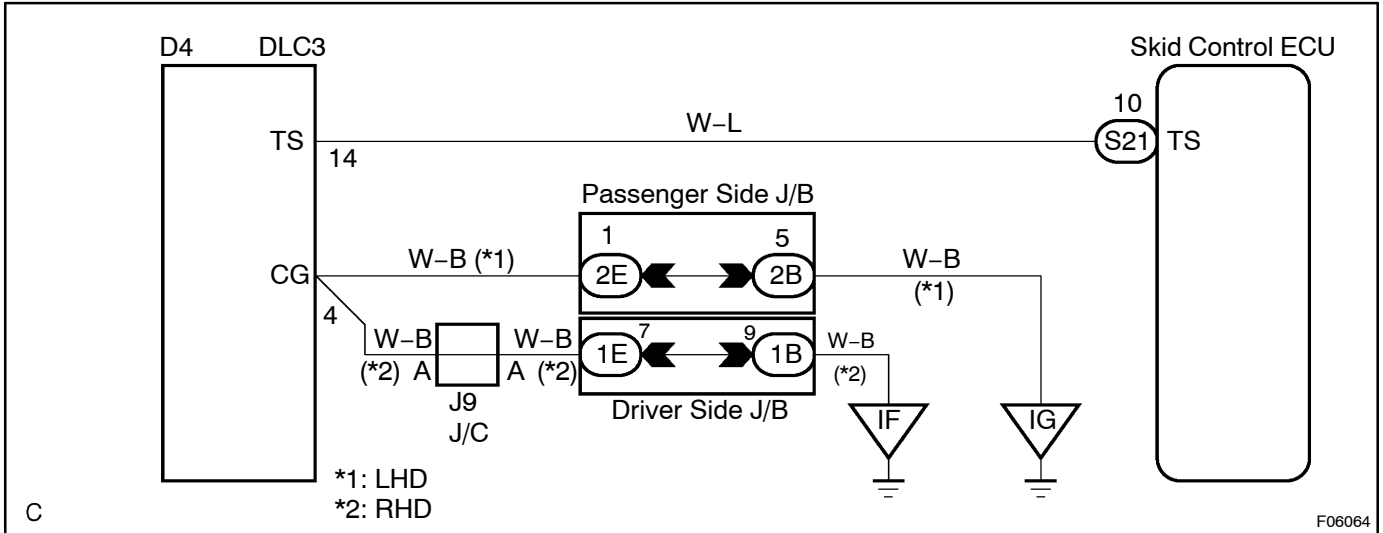 D4 DLC3
Skid Control ECU
TS
14
W–L
10
S21
TS
Passenger Side J/B
CG
4
W–B (*1)
1
2E
5
2B
W–B
(*1)
W–B
(*2)
A
J9
J/C
A
W–B
(*2)
7
1E
9
1B
W–B
(*2)
Driver Side J/B
IF
IG
*1: LHD
*2: RHD
C
F06064